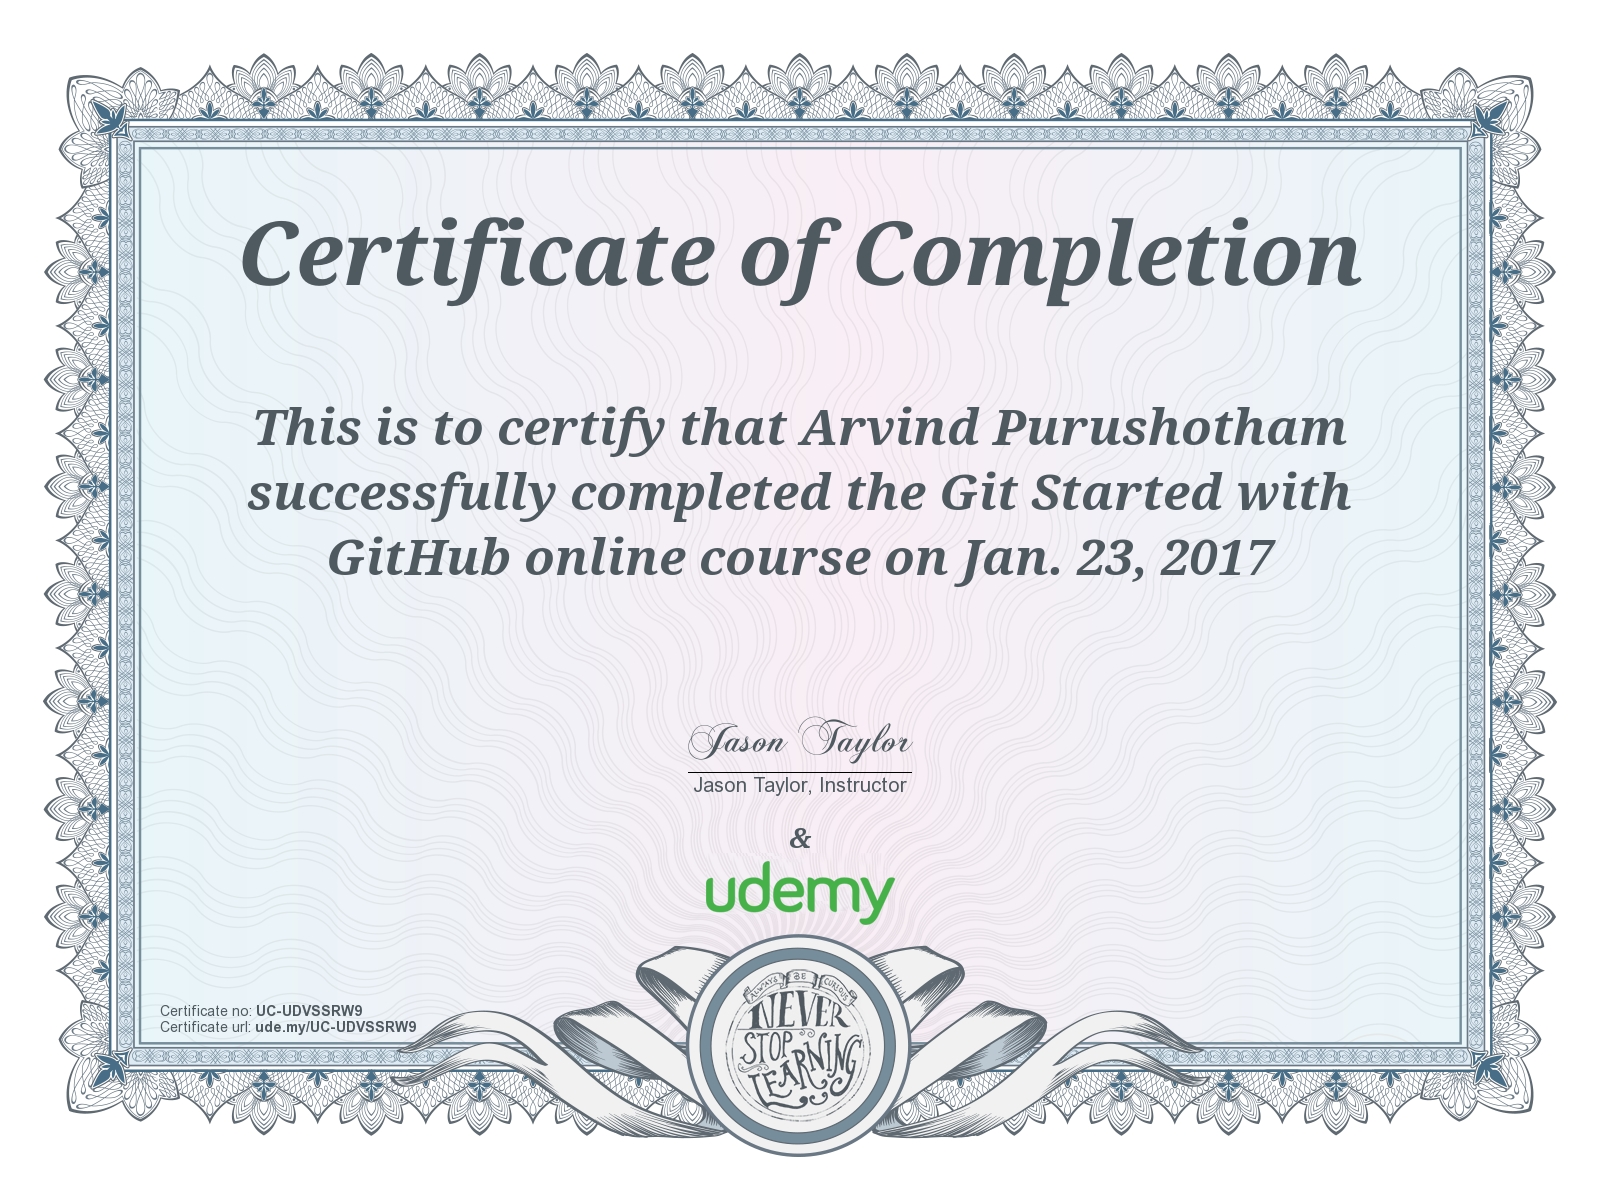 Certificate of Completion
This is to certify that Arvind Purushotham
successfully completed the Git Started with
GitHub online course on Jan. 23, 2017
Jason Taylor
Jason Taylor, Instructor
&
udemy
Certificate no: UC-UDVSSRW9
Certificate url: ude.my/UC-UDVSSRW9
ALWAYS BE CURIOUS
NEVER
STOP
LEARNING